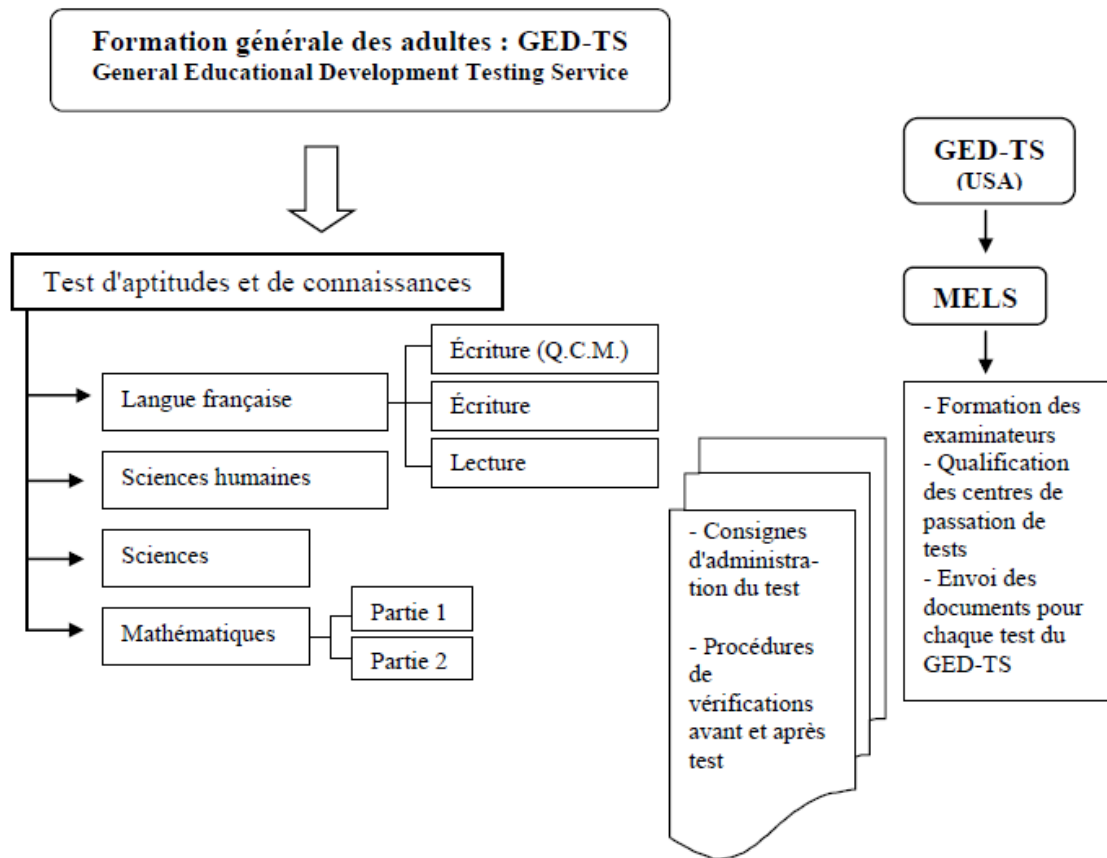 Formation générale des adultes : GED-TS
General Educational Development Testing Service
Test d'aptitudes et de connaissances
Langue française
Écriture (Q.C.M.)
Écriture
Lecture
Sciences humaines
Sciences
Mathématiques
Partie 1
Partie 2
- Consignes
d'administra-
tion du test
- Procédures
de
vérifications
avant et après
test
GED-TS
(USA)
MELS
- Formation des
examinateurs
- Qualification
des centres de
passation de
tests
- Envoi des
documents pour
chaque test du
GED-TS